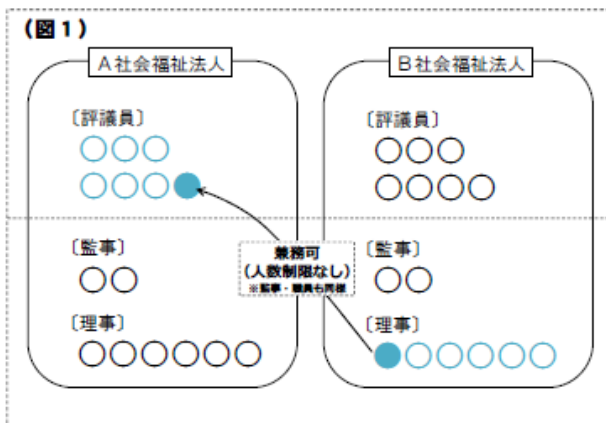 (図1)
A社会福祉法人
〔評議員〕
〔監事〕
〔理事〕
B社会福祉法人
〔評議員〕
〔監事〕
〔理事〕
兼務可
(人数制限なし)
※監事・職員も同様